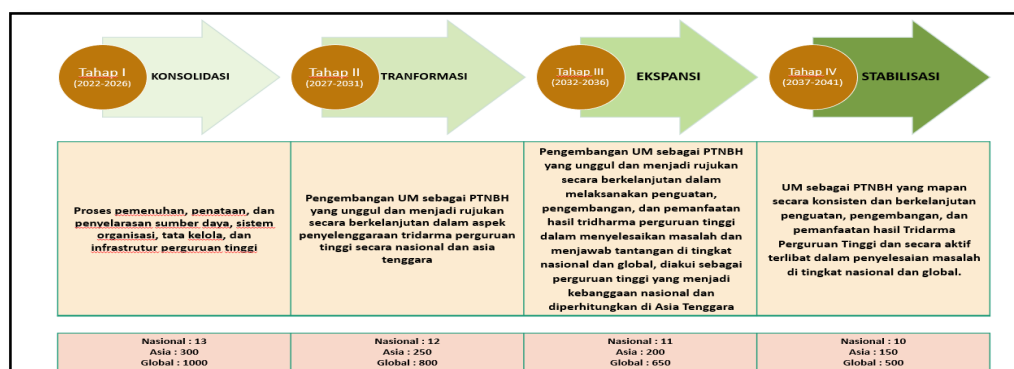 Tahap I
(2022-2026)
KONSOLIDASI
Tahap II
(2027-2031)
TRANFORMASI
Tahap III
(2032-2036)
EKSPANSI
Tahap IV
(2037-2041)
STABILISASI
Proses pemenuhan, penataan, dan
penyelarasan sumber daya, sistem
organisasi, tata kelola, dan
infrastrutur perguruan tinggi
Pengembangan UM sebagai PTNBH
yang unggul dan menjadi rujukan
secara berkelanjutan dalam aspek
penyelenggaraan tridarma perguruan
tinggi secara nasional dan asia
tenggara
Pengembangan UM sebagai PTNBH
yang unggul dan menjadi rujukan
secara berkelanjutan dalam
melaksanakan penguatan,
pengembangan, dan pemanfaatan
hasil tridharma perguruan tinggi
dalam menyelesaikan masalah dan
menjawab tantangan di tingkat
nasional dan global, diakui sebagai
perguruan tinggi yang menjadi
kebanggaan nasional dan
diperhitungkan di Asia Tenggara
UM sebagai PTNBH yang mapan
secara konsisten dan berkelanjutan
penguatan, pengembangan, dan
pemanfaatan hasil Tridarma
Perguruan Tinggi dan secara aktif
terlibat dalam penyelesaian masalah
di tingkat nasional dan global.
Nasional : 13
Asia : 300
Global : 1000
Nasional : 12
Asia : 250
Global : 800
Nasional : 11
Asia : 200
Global : 650
Nasional : 10
Asia : 150
Global : 500